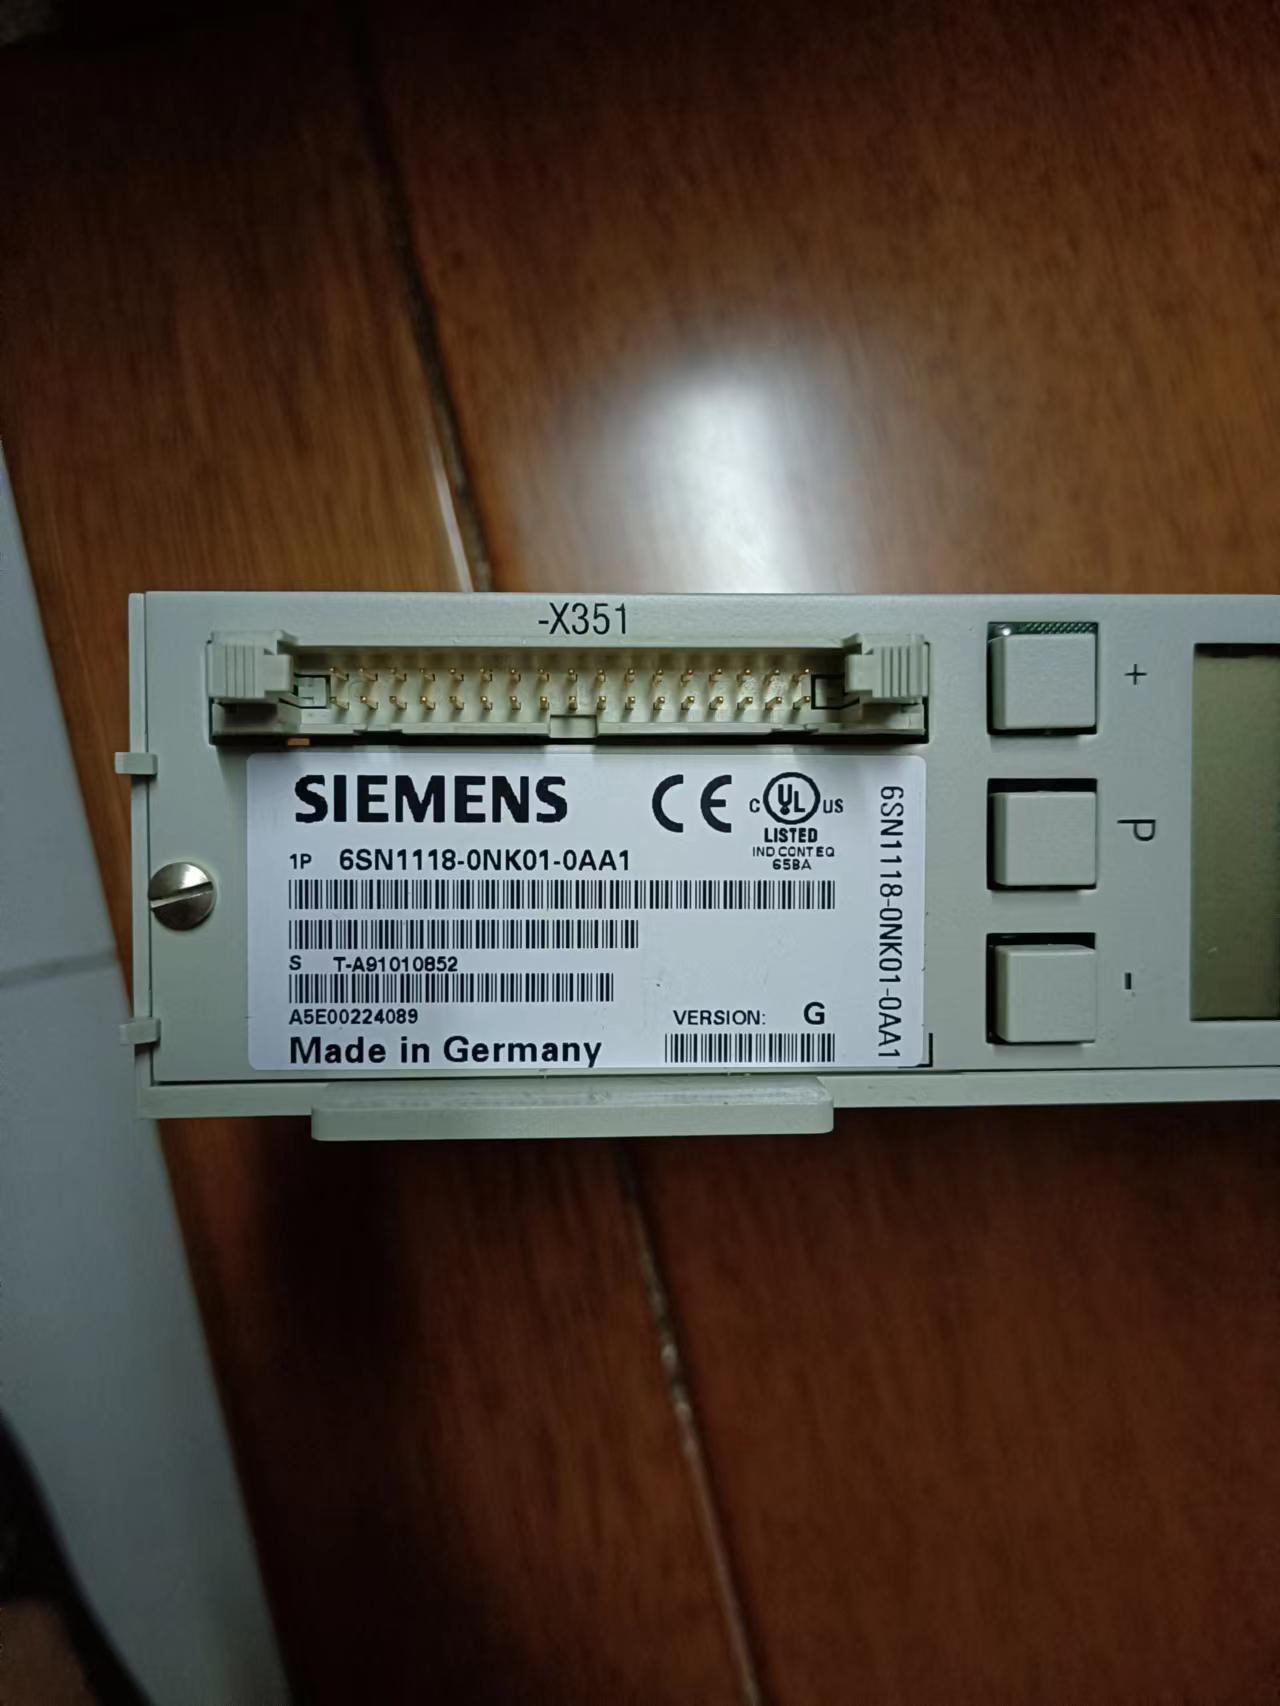 -X351
SIEMENS
CE
C UL US
LISTED
IND CONT EQ
65BA
1P 6SN1118-0NK01-0AA1
S T-A91010852
A5E00224089
VERSION: G
Made in Germany
6SN1118-0NK01-0AA1
+
P
-